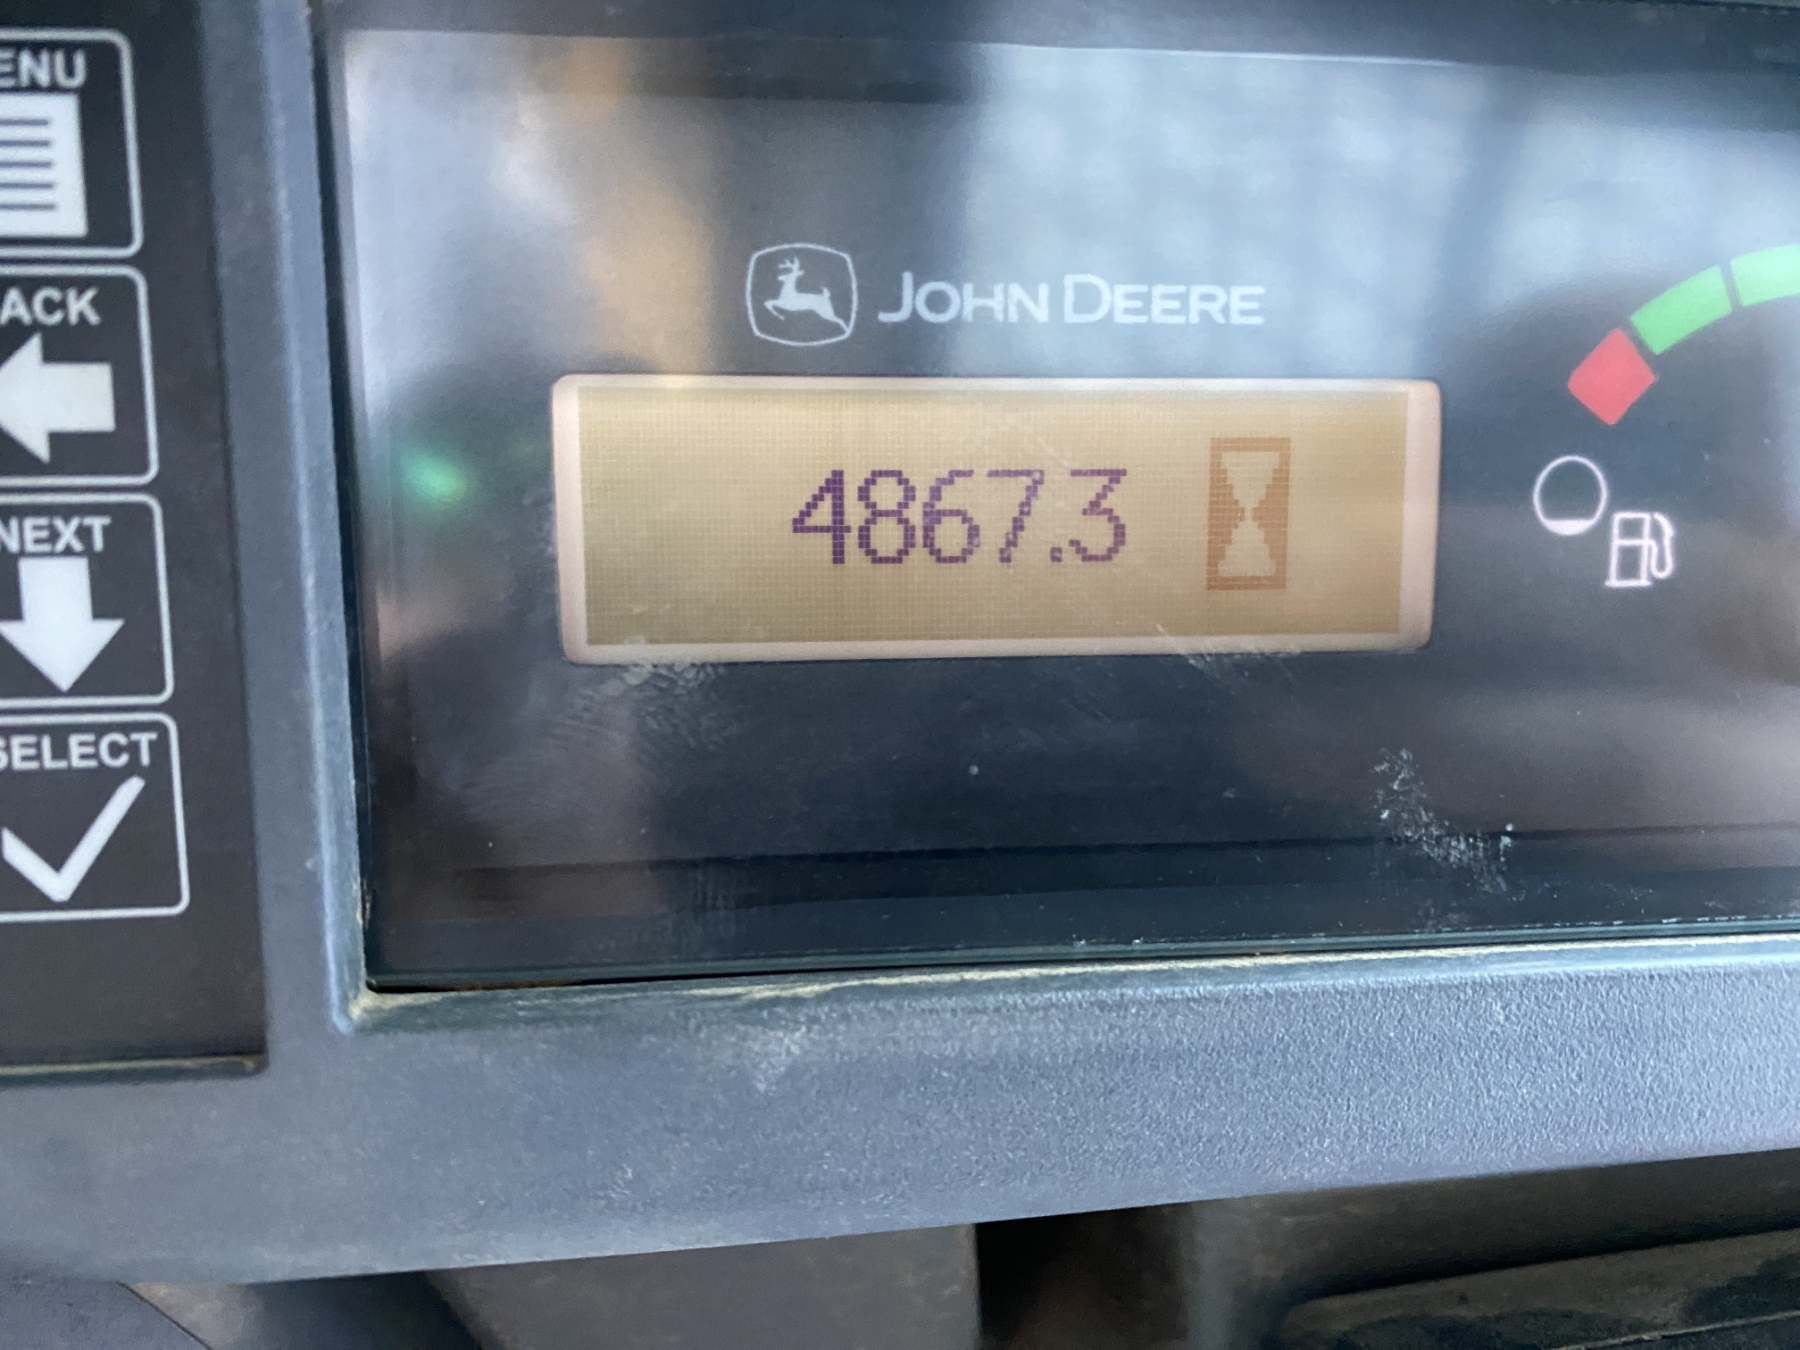 ENU
ACK
NEXT
SELECT
JOHN DEERE
4867.3